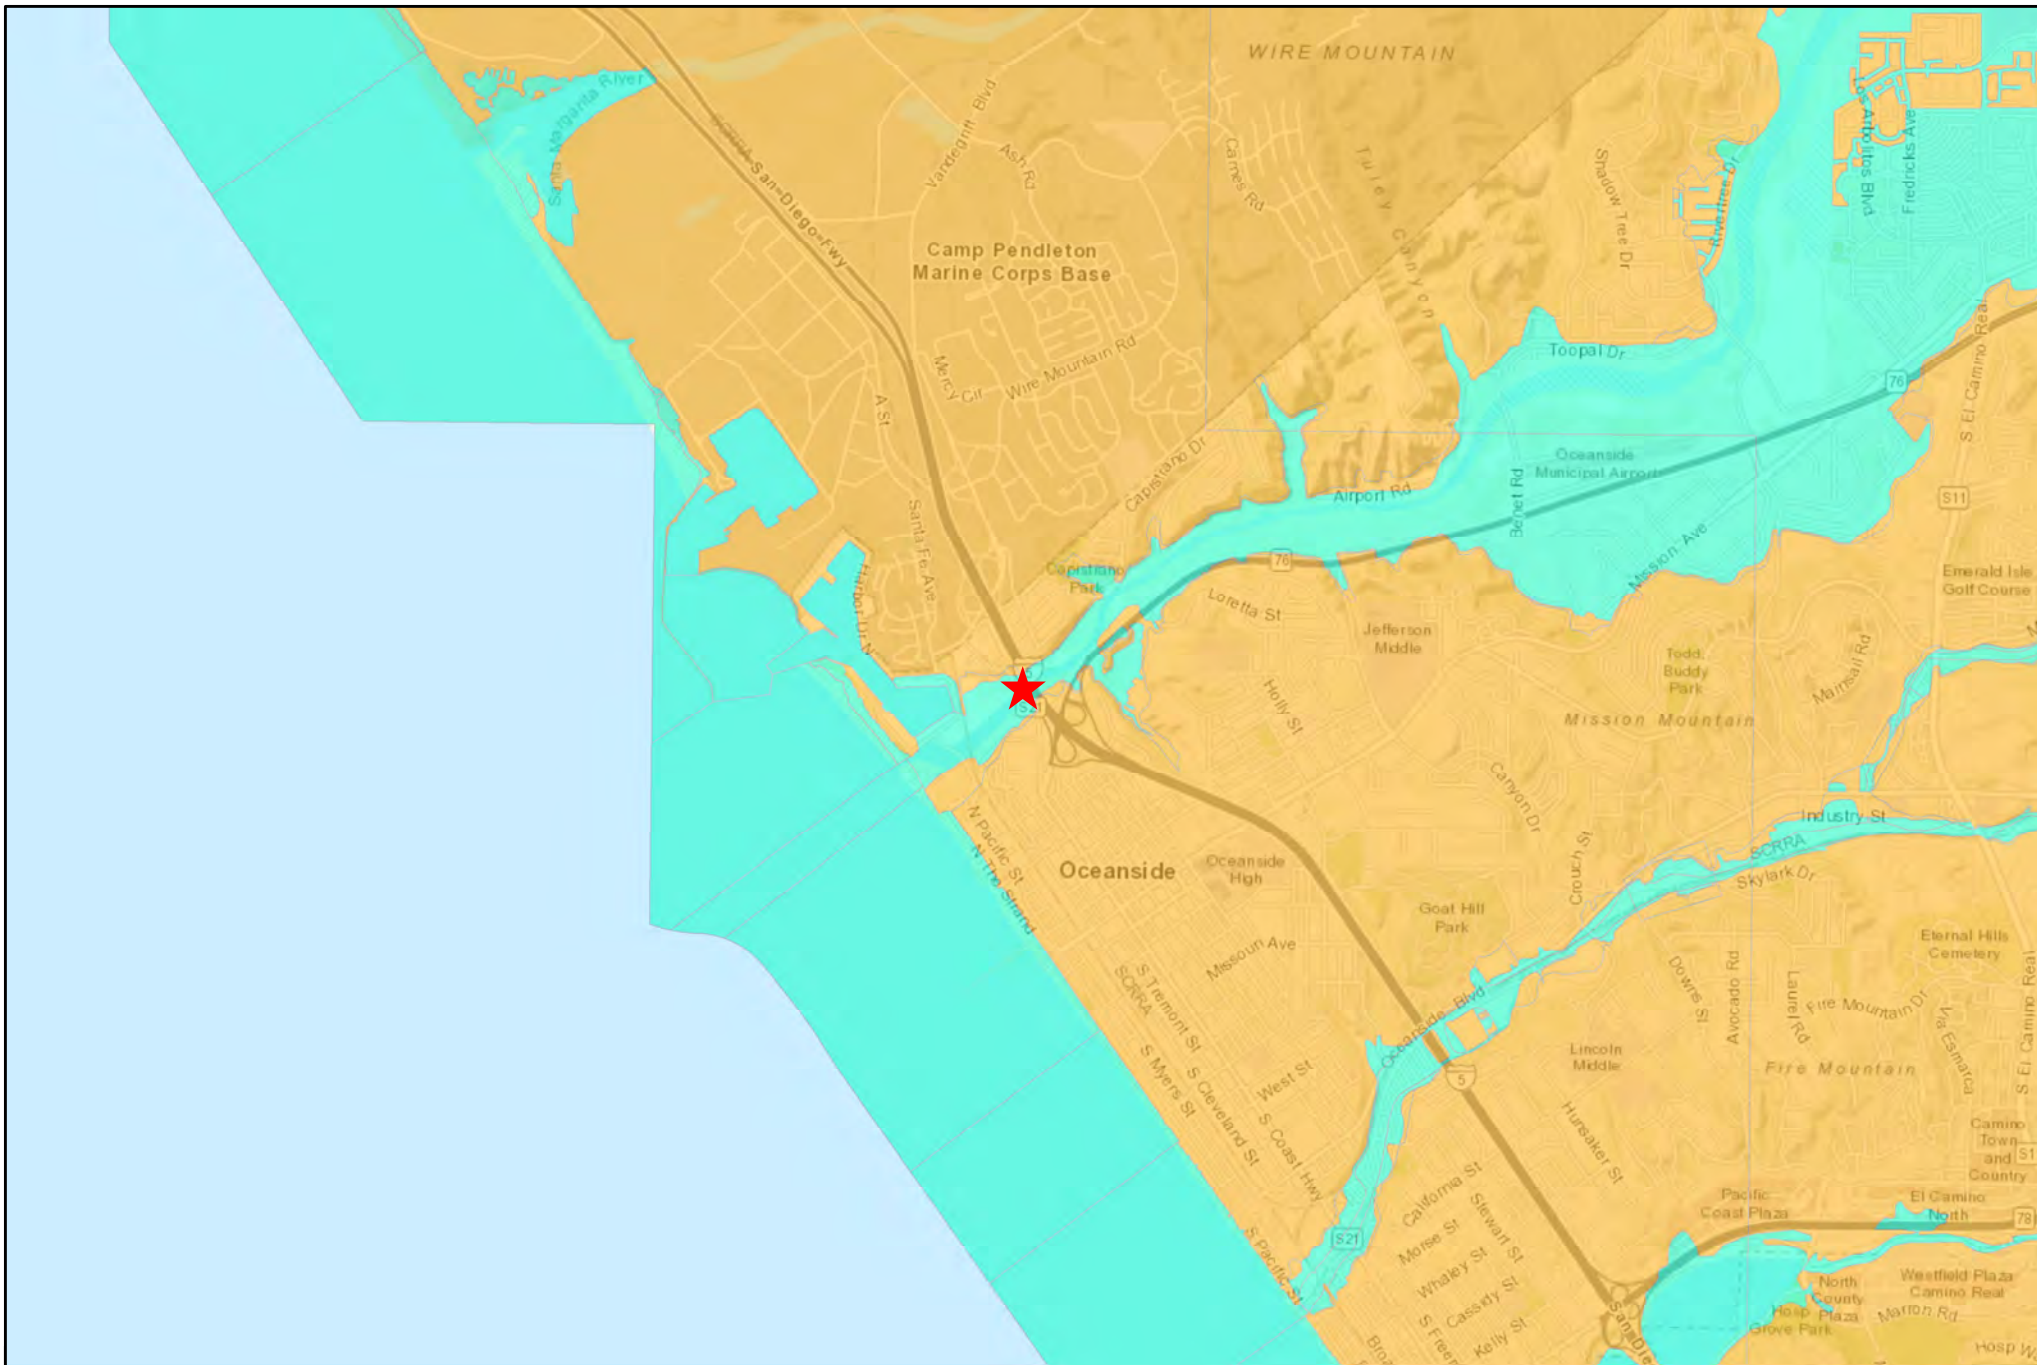 WIRE MOUNTAIN
Santa Margarita River
SCRRA San Diego Fwy
Vandegrift Blvd
Ash Rd
Carnes Rd
Tuley Canyon
Shadow Tree Dr
Rivertree Dr
Los Arbolitos Blvd
Fredricks Ave
Camp Pendleton
Marine Corps Base
Mercy Cir
Wire Mountain Rd
A St
Toopal Dr
76
S El Camino Real
Capistrano Dr
Airport Rd
Benet Rd
Oceanside
Municipal Airport
Mission Ave
S11
Santa Fe Ave
Harbor Dr N
Capistrano
Park
76
Loretta St
Jefferson
Middle
Emerald Isle
Golf Course
Todd,
Buddy
Park
Mainsail Rd
Mission Mountain
S21
Holly St
Canyon Dr
Crouch St
Industry St
SCRRA
Skylark Dr
N Pacific St
N The Strand
Oceanside
Oceanside
High
Goat Hill
Park
Missouri Ave
Eternal Hills
Cemetery
S Tremont St
SCRRA
S Myers St
S Cleveland St
West St
S Coast Hwy
Oceanside Blvd
Downs St
Avocado Rd
Laurel Rd
Fire Mountain Dr
Via Esmarca
S El Camino Real
5
Lincoln
Middle
Fire Mountain
Hunsaker St
Camino
Town
and
Country
S1
California St
Stewart St
Morse St
Whaley St
Cassidy St
Kelly St
S Pacific St
S21
Pacific
Coast Plaza
El Camino
North
78
North
County
Plaza
Westfield Plaza
Camino Real
Marron Rd
Hosp
Grove Park
Hosp W
S Free
Broa
San Die